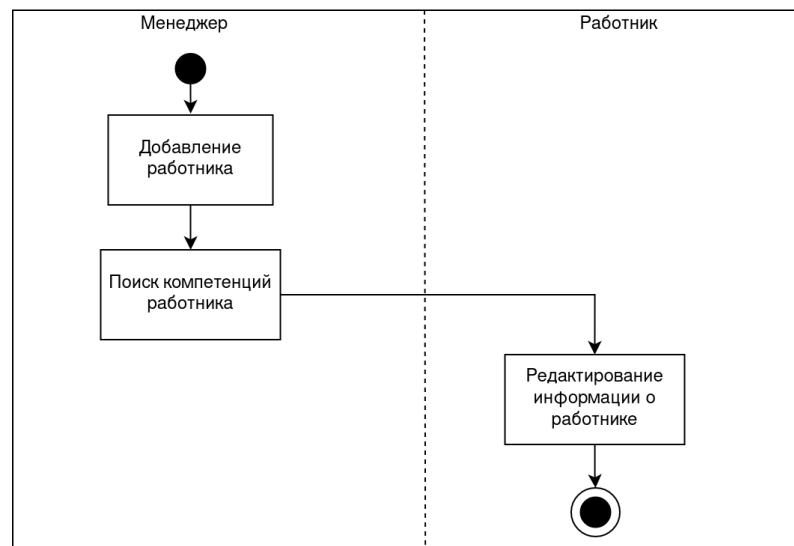 Менеджер
Работник
Добавление
работника
Поиск компетенций
работника
Редактирование
информации о
работнике